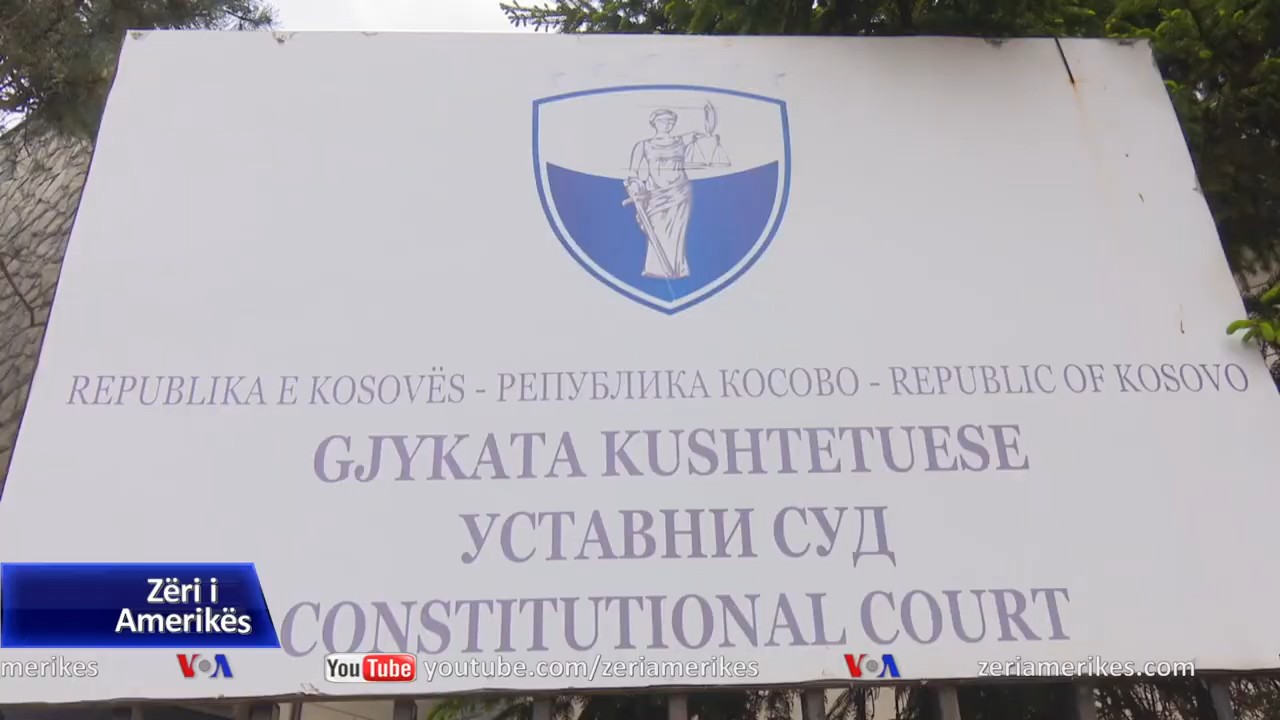 REPUBLIKA E KOSOVËS - РЕПУБЛИКА КОСОВО - REPUBLIC OF KOSOVO
GJYKATA KUSHTETUESE
УСТАВНИ СУД
CONSTITUTIONAL COURT
Zëri i
Amerikës
merikes VOA YouTube youtube.com/zeriamerikes VOA zeriamerikes.com